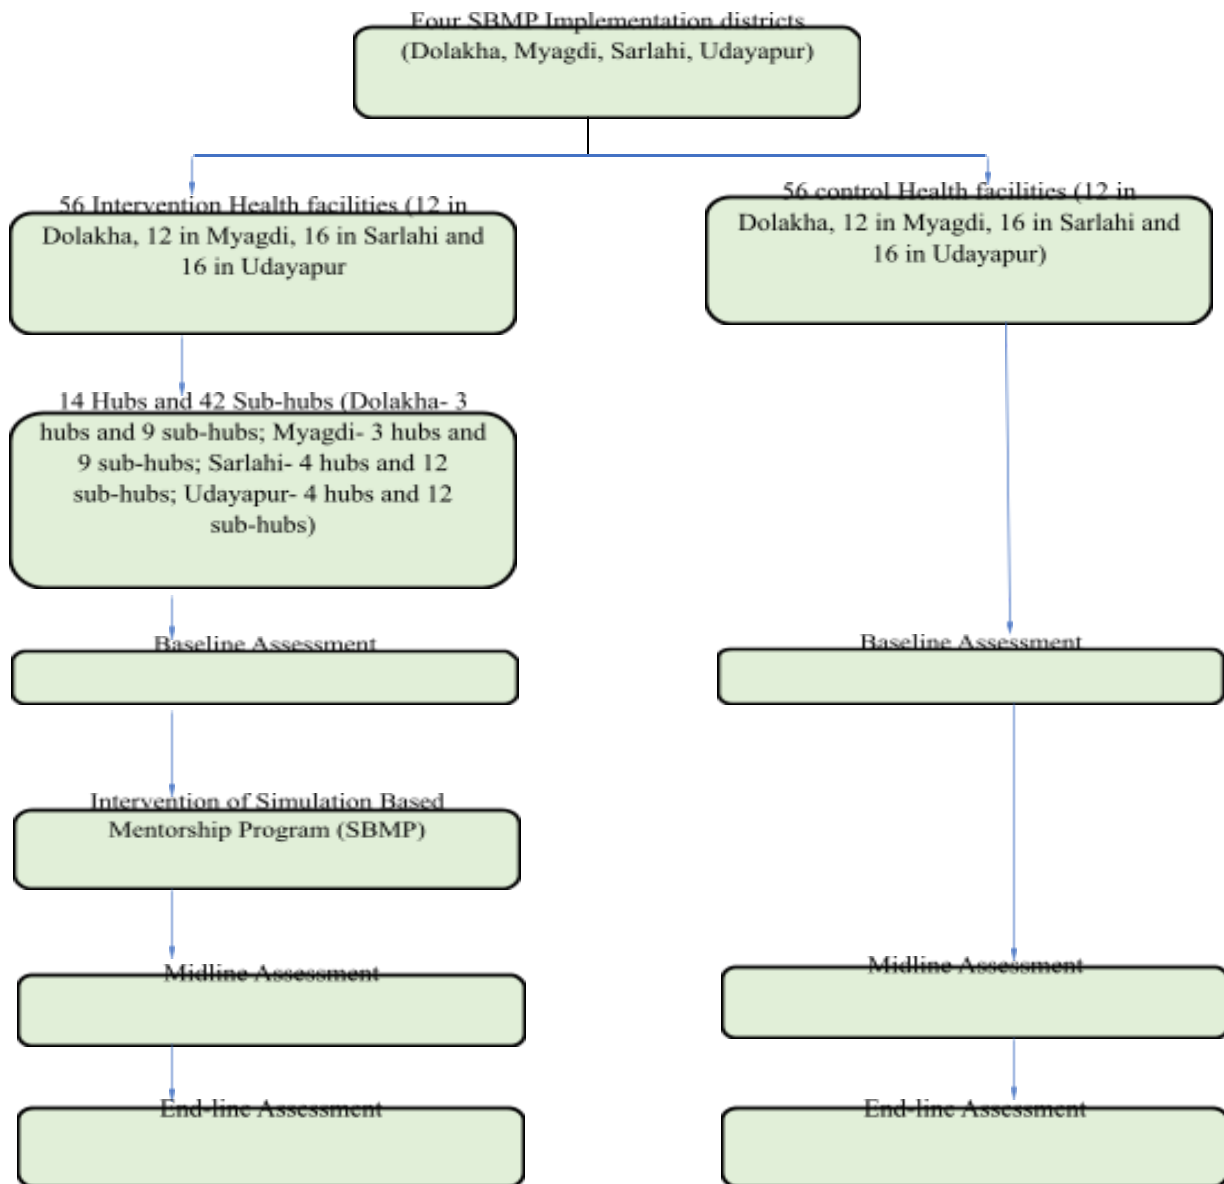 Four SBMP Implementation districts
(Dolakha, Myagdi, Sarlahi, Udayapur)
56 Intervention Health facilities (12 in
Dolakha, 12 in Myagdi, 16 in Sarlahi and
16 in Udayapur
56 control Health facilities (12 in
Dolakha, 12 in Myagdi, 16 in Sarlahi and
16 in Udayapur)
14 Hubs and 42 Sub-hubs (Dolakha- 3
hubs and 9 sub-hubs; Myagdi- 3 hubs and
9 sub-hubs; Sarlahi- 4 hubs and 12
sub-hubs; Udayapur- 4 hubs and 12
sub-hubs)
Baseline Assessment
Baseline Assessment
Intervention of Simulation Based
Mentorship Program (SBMP)
Midline Assessment
Midline Assessment
End-line Assessment
End-line Assessment